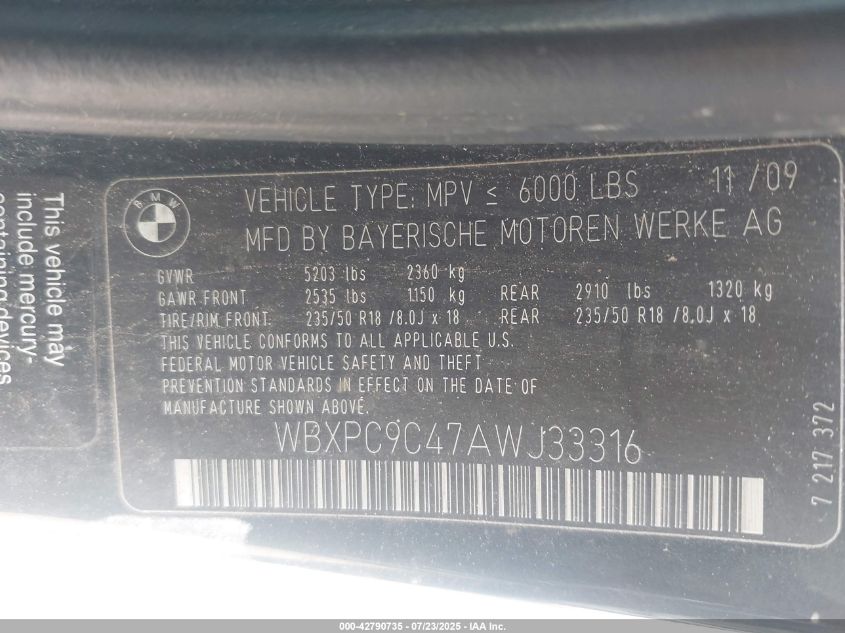 This vehicle may
include mercury-
containing devices
BMW
VEHICLE TYPE: MPV ≤ 6000 LBS 11 /09
MFD BY BAYERISCHE MOTOREN WERKE AG
GVWR 5203 lbs 2360 kg
GAWR FRONT 2535 lbs 1150 kg REAR 2910 lbs 1320 kg
TIRE/RIM FRONT 235/50 R18 /8.0J x 18 REAR 235/50 R18 /8.0J x 18
THIS VEHICLE CONFORMS TO ALL APPLICABLE U.S.
FEDERAL MOTOR VEHICLE SAFETY AND THEFT
PREVENTION STANDARDS IN EFFECT ON THE DATE OF
MANUFACTURE SHOWN ABOVE.
WBXPC9C47AWJ33316
7 217 372
000-42790735 - 07/23/2025 - IAA Inc.